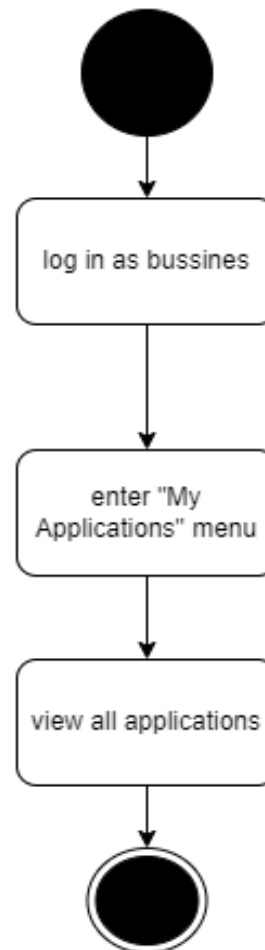 log in as bussines
enter "My
Applications" menu
view all applications